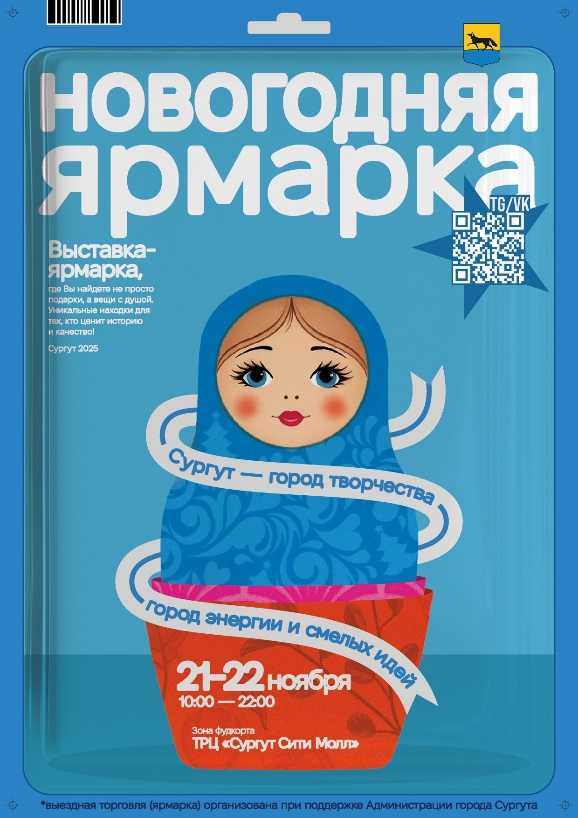 новогодняя
ярмарка
TG/VK
Выставка-
ярмарка,
где Вы найдете не просто
подарки, а вещи с душой.
Уникальные находки для
тех, кто ценит историю
и качество!
Сургут 2025
Сургут — город творчества
город энергии и смелых идей
21–22 ноября
10:00 — 22:00
Зона фудкорта
ТРЦ «Сургут Сити Молл»
*выездная торговля (ярмарка) организована при поддержке Администрации города Сургута